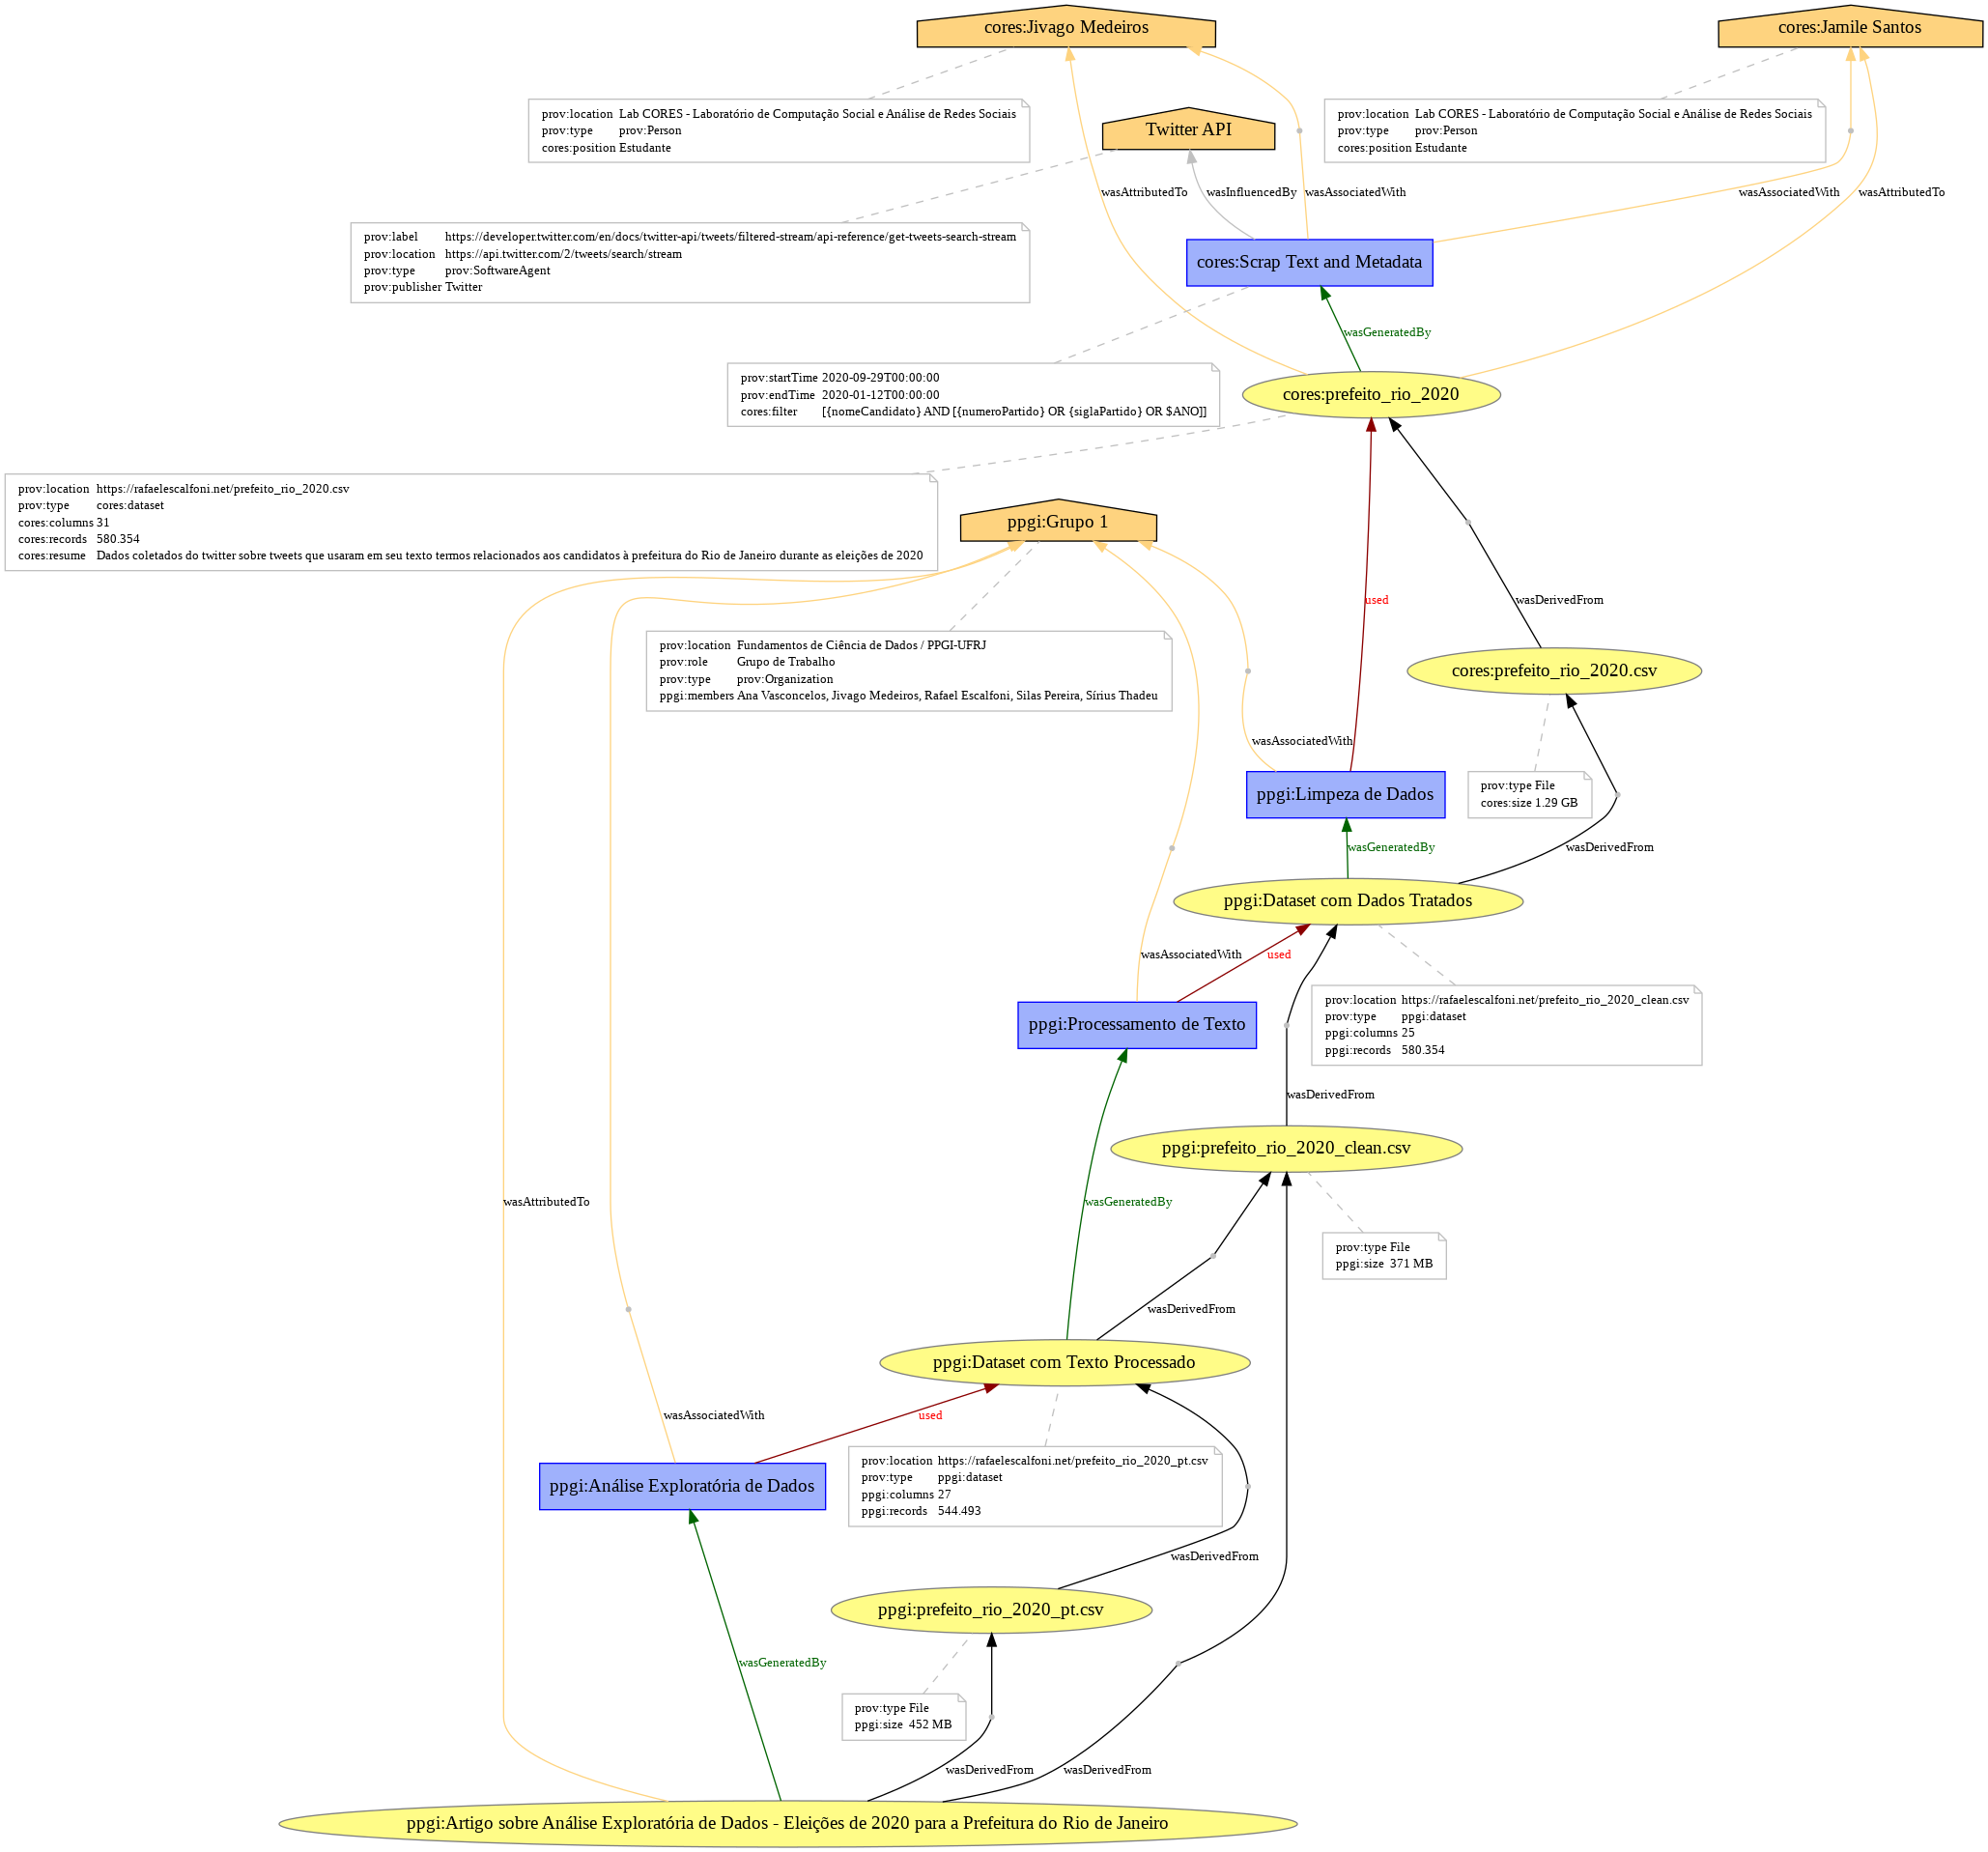 cores:Jivago Medeiros
cores:Jamile Santos
prov:location Lab CORES - Laboratório de Computação Social e Análise de Redes Sociais
prov:type prov:Person
cores:position Estudante
Twitter API
prov:location Lab CORES - Laboratório de Computação Social e Análise de Redes Sociais
prov:type prov:Person
cores:position Estudante
wasAttributedTo
wasInfluencedBy
wasAssociatedWith
wasAssociatedWith
wasAttributedTo
prov:label https://developer.twitter.com/en/docs/twitter-api/tweets/filtered-stream/api-reference/get-tweets-search-stream
prov:location https://api.twitter.com/2/tweets/search/stream
prov:type prov:SoftwareAgent
prov:publisher Twitter
cores:Scrap Text and Metadata
wasGeneratedBy
prov:startTime 2020-09-29T00:00:00
prov:endTime 2020-01-12T00:00:00
cores:filter [{nomeCandidato} AND [{numeroPartido} OR {siglaPartido} OR $ANO]]
cores:prefeito_rio_2020
prov:location https://rafaelescalfoni.net/prefeito_rio_2020.csv
prov:type cores:dataset
cores:columns 31
cores:records 580.354
cores:resume Dados coletados do twitter sobre tweets que usaram em seu texto termos relacionados aos candidatos à prefeitura do Rio de Janeiro durante as eleições de 2020
ppgi:Grupo 1
used
wasDerivedFrom
prov:location Fundamentos de Ciência de Dados / PPGI-UFRJ
prov:role Grupo de Trabalho
prov:type prov:Organization
ppgi:members Ana Vasconcelos, Jivago Medeiros, Rafael Escalfoni, Silas Pereira, Sírius Thadeu
cores:prefeito_rio_2020.csv
wasAssociatedWith
ppgi:Limpeza de Dados
prov:type File
cores:size 1.29 GB
wasGeneratedBy
wasDerivedFrom
ppgi:Dataset com Dados Tratados
wasAssociatedWith
used
ppgi:Processamento de Texto
prov:location https://rafaelescalfoni.net/prefeito_rio_2020_clean.csv
prov:type ppgi:dataset
ppgi:columns 25
ppgi:records 580.354
wasDerivedFrom
ppgi:prefeito_rio_2020_clean.csv
wasAttributedTo
wasGeneratedBy
prov:type File
ppgi:size 371 MB
wasDerivedFrom
ppgi:Dataset com Texto Processado
wasAssociatedWith
used
ppgi:Análise Exploratória de Dados
prov:location https://rafaelescalfoni.net/prefeito_rio_2020_pt.csv
prov:type ppgi:dataset
ppgi:columns 27
ppgi:records 544.493
wasDerivedFrom
ppgi:prefeito_rio_2020_pt.csv
wasGeneratedBy
prov:type File
ppgi:size 452 MB
wasDerivedFrom
wasDerivedFrom
ppgi:Artigo sobre Análise Exploratória de Dados - Eleições de 2020 para a Prefeitura do Rio de Janeiro